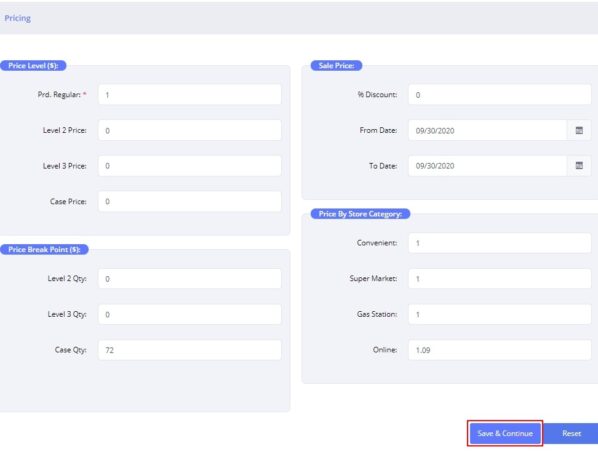 Pricing
Price Level ($):
Prd. Regular: * 1
Level 2 Price: 0
Level 3 Price: 0
Case Price: 0
Price Break Point ($):
Level 2 Qty: 0
Level 3 Qty: 0
Case Qty: 72
Sale Price:
% Discount: 0
From Date: 09/30/2020
To Date: 09/30/2020
Price By Store Category:
Convenient: 1
Super Market: 1
Gas Station: 1
Online: 1.09
Save & Continue Reset